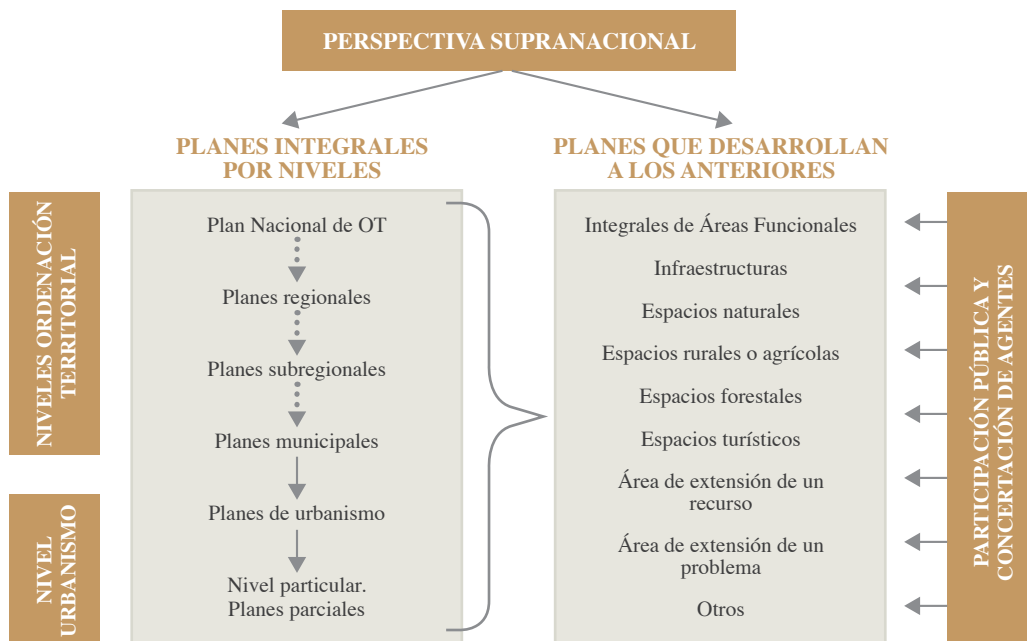 PERSPECTIVA SUPRANACIONAL
PLANES INTEGRALES
POR NIVELES
PLANES QUE DESARROLLAN
A LOS ANTERIORES
NIVELES ORDENACIÓN
TERRITORIAL
NIVEL
URBANISMO
Plan Nacional de OT
Planes regionales
Planes subregionales
Planes municipales
Planes de urbanismo
Nivel particular.
Planes parciales
Integrales de Áreas Funcionales
Infraestructuras
Espacios naturales
Espacios rurales o agrícolas
Espacios forestales
Espacios turísticos
Área de extensión de un
recurso
Área de extensión de un
problema
Otros
PARTICIPACIÓN PÚBLICA Y
CONCERTACIÓN DE AGENTES